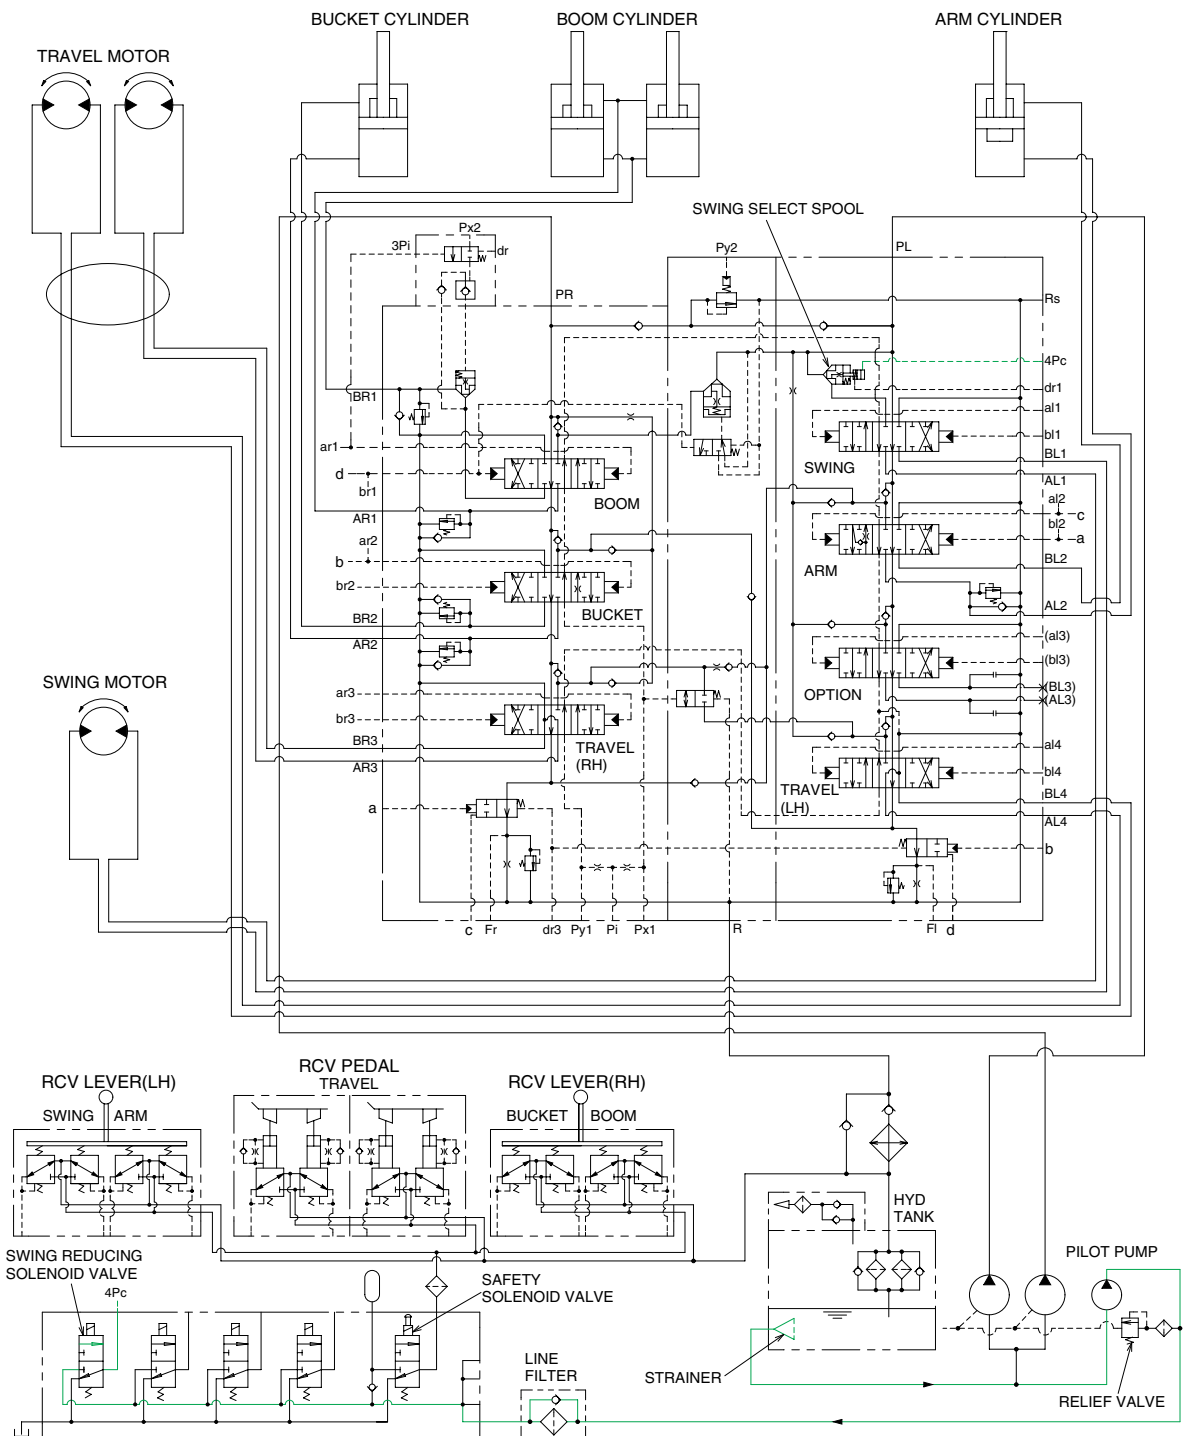 BUCKET CYLINDER
BOOM CYLINDER
ARM CYLINDER
TRAVEL MOTOR
SWING SELECT SPOOL
Px2
3Pi
dr
Py2
PL
PR
Rs
4Pc
dr1
BR1
al1
ar1
bl1
SWING
BL1
d
BOOM
AL1
br1
al2
AR1
c
bl2
ar2
a
b
ARM
BL2
br2
BUCKET
BR2
AL2
AR2
(al3)
SWING MOTOR
(bl3)
ar3
OPTION
(BL3)
(AL3)
br3
BR3
TRAVEL
(RH)
al4
AR3
bl4
TRAVEL
(LH)
BL4
a
AL4
b
c
Fr
dr3
Py1
Pi
Px1
R
Fl
d
RCV LEVER(LH)
RCV PEDAL
TRAVEL
RCV LEVER(RH)
SWING
ARM
BUCKET
BOOM
HYD
TANK
SWING REDUCING
SOLENOID VALVE
4Pc
SAFETY
SOLENOID VALVE
PILOT PUMP
LINE
FILTER
STRAINER
RELIEF VALVE